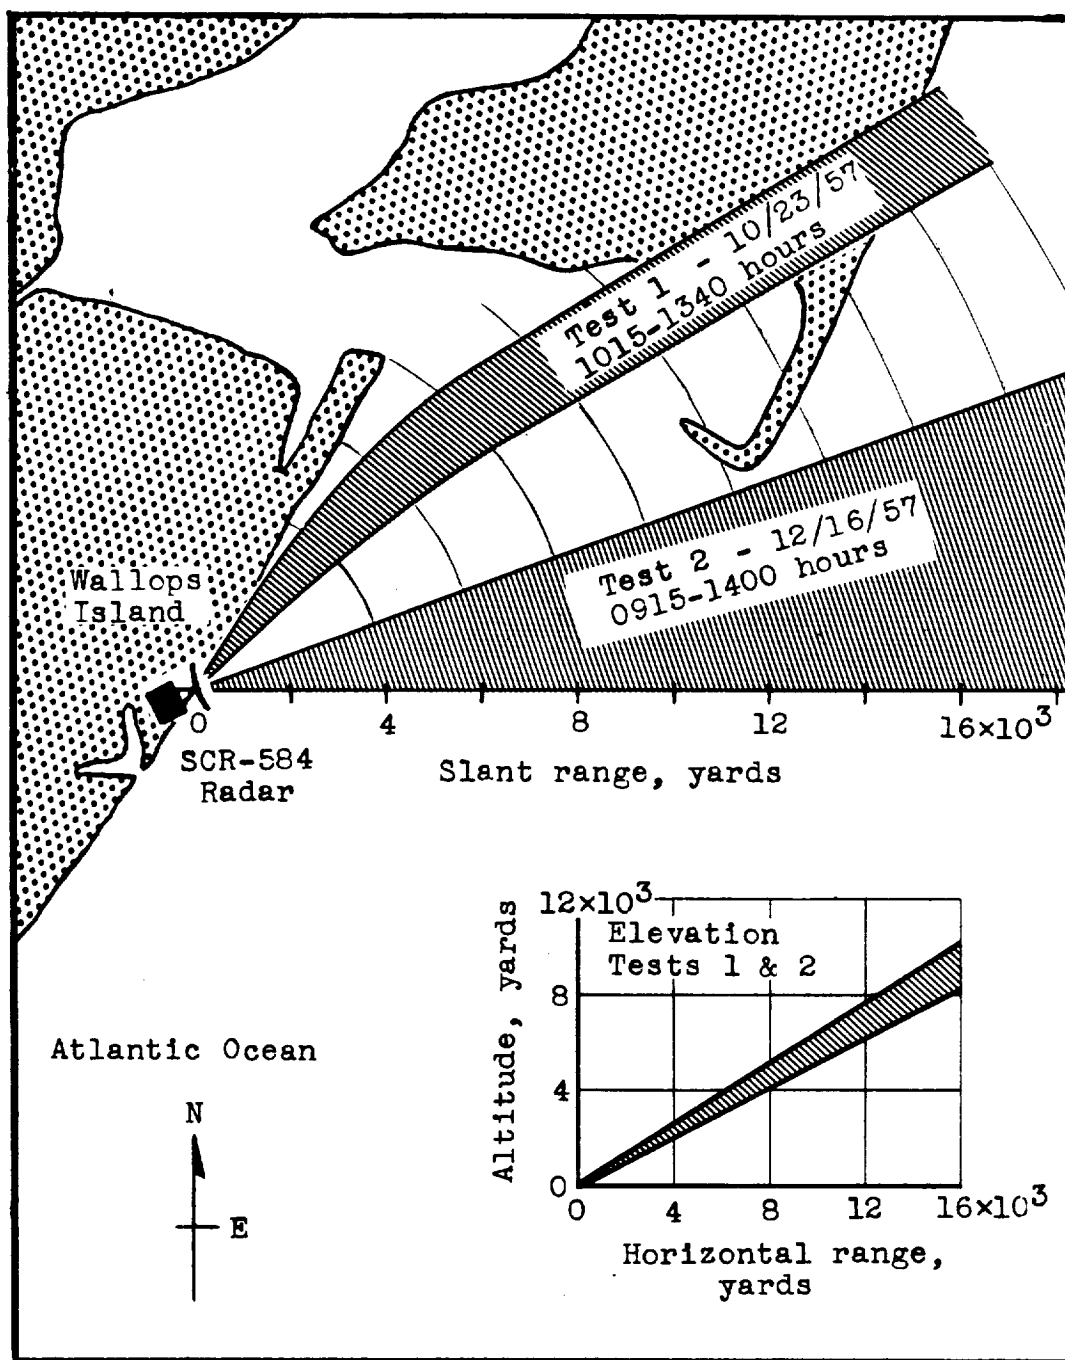 Test 1 - 10/23/57
1015-1340 hours
Test 2 - 12/16/57
0915-1400 hours
Wallops
Island
0 4 8 12 16×10³
SCR-584
Radar
Slant range, yards
Atlantic Ocean
N
E
Altitude, yards
12×10³
8
4
0
Elevation
Tests 1 & 2
0 4 8 12 16×10³
Horizontal range,
yards